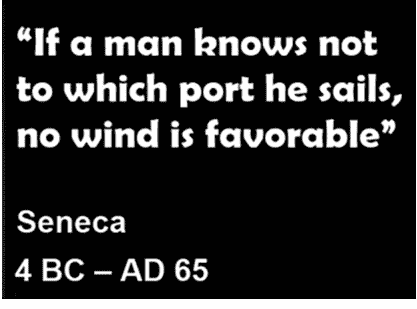 “If a man knows not
to which port he sails,
no wind is favorable”
Seneca
4 BC – AD 65